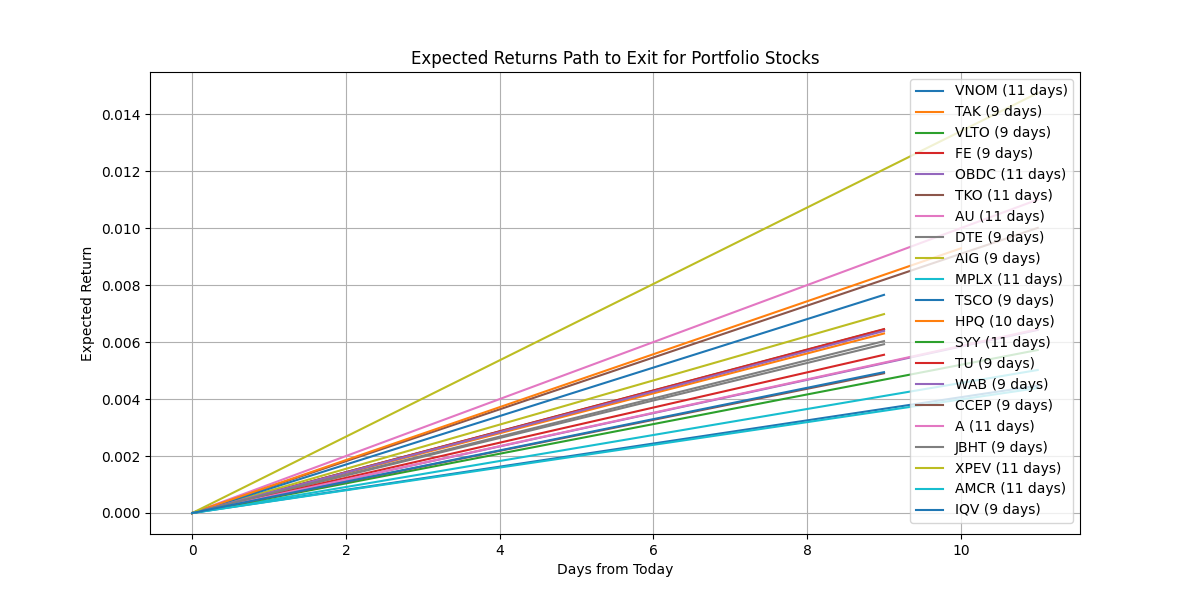 Expected Returns Path to Exit for Portfolio Stocks
Expected Return
0.014
0.012
0.010
0.008
0.006
0.004
0.002
0.000
VNOM (11 days)
TAK (9 days)
VLTO (9 days)
FE (9 days)
OBDC (11 days)
TKO (11 days)
AU (11 days)
DTE (9 days)
AIG (9 days)
MPLX (11 days)
TSCO (9 days)
HPQ (10 days)
SYY (11 days)
TU (9 days)
WAB (9 days)
CCEP (9 days)
A (11 days)
JBHT (9 days)
XPEV (11 days)
AMCR (11 days)
IQV (9 days)
0 2 4 6 8 10
Days from Today